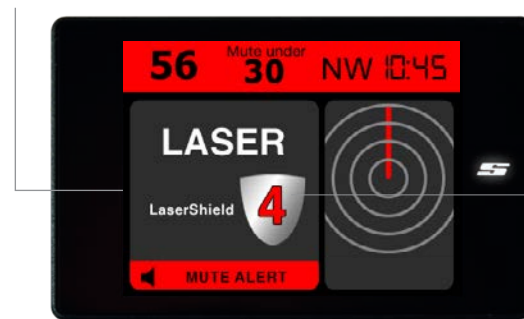 56 Mute under 30 NW 10:45
LASER
LaserShield 4
MUTE ALERT
S